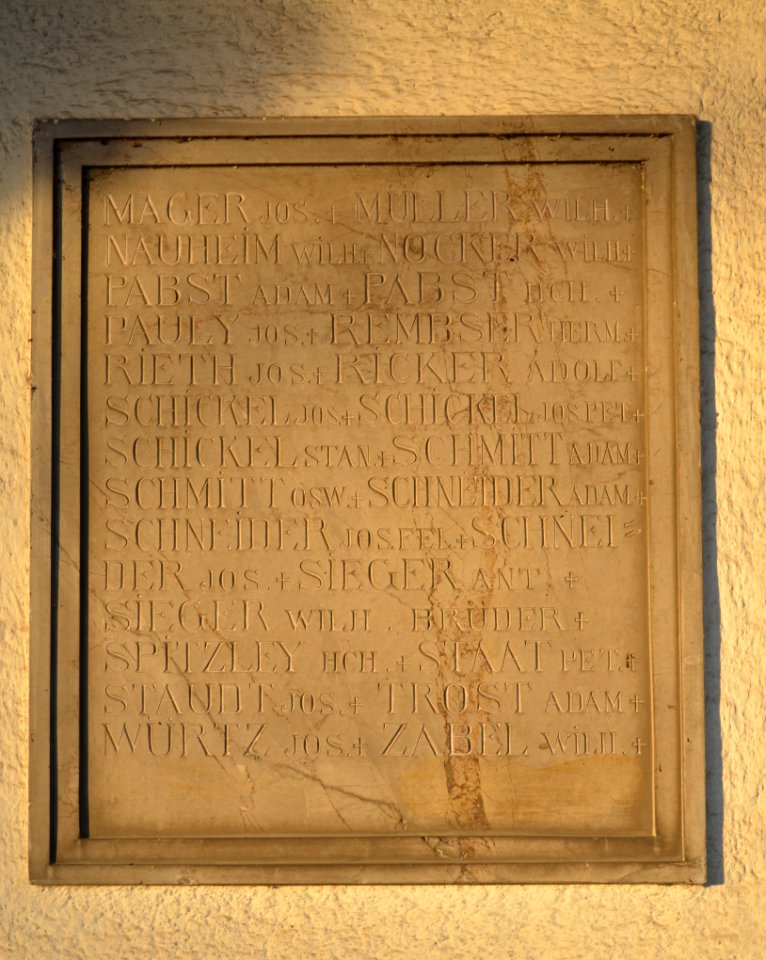 MAGER JOS. + MÜLLER WILH. +
NAUHEIM WILH + NOCKER WILH +
PABST ADAM + PABST HCH. +
PAULY JOS. + REMBSER HERM. +
RIETH JOS. + RICKER ADOLF +
SCHICKEL JOS. + SCHICKEL JOS.PET. +
SCHICKEL STAN. + SCHMITT ADAM. +
SCHMITT OSW. + SCHNEIDER ADAM. +
SCHNEIDER JOS.FEL. + SCHNEI =
DER JOS. + SIEGER ANT. +
SIEGER WILH. BRUDER +
SPITZLEY HCH. + STAAT PET. +
STAUDT JOS. + TROST ADAM +
WÜRTZ JOS. + ZABEL WILH. +